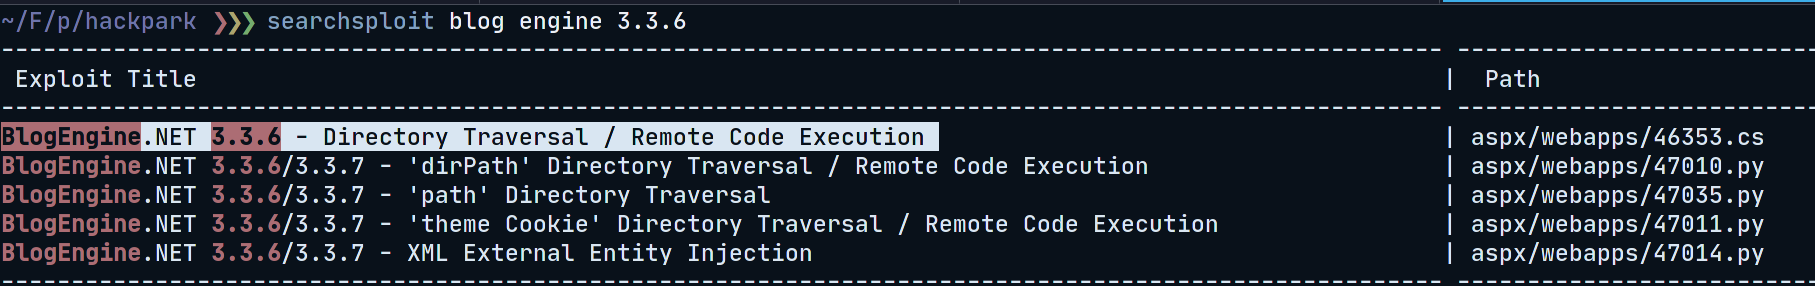 ~/F/p/hackpark ❯❯❯ searchsploit blog engine 3.3.6
---------------------------------------------------------------------------------------------------------------------------- -------------------------------
 Exploit Title | Path
---------------------------------------------------------------------------------------------------------------------------- -------------------------------
BlogEngine.NET 3.3.6 - Directory Traversal / Remote Code Execution | aspx/webapps/46353.cs
BlogEngine.NET 3.3.6/3.3.7 - 'dirPath' Directory Traversal / Remote Code Execution | aspx/webapps/47010.py
BlogEngine.NET 3.3.6/3.3.7 - 'path' Directory Traversal | aspx/webapps/47035.py
BlogEngine.NET 3.3.6/3.3.7 - 'theme Cookie' Directory Traversal / Remote Code Execution | aspx/webapps/47011.py
BlogEngine.NET 3.3.6/3.3.7 - XML External Entity Injection | aspx/webapps/47014.py
---------------------------------------------------------------------------------------------------------------------------- -------------------------------